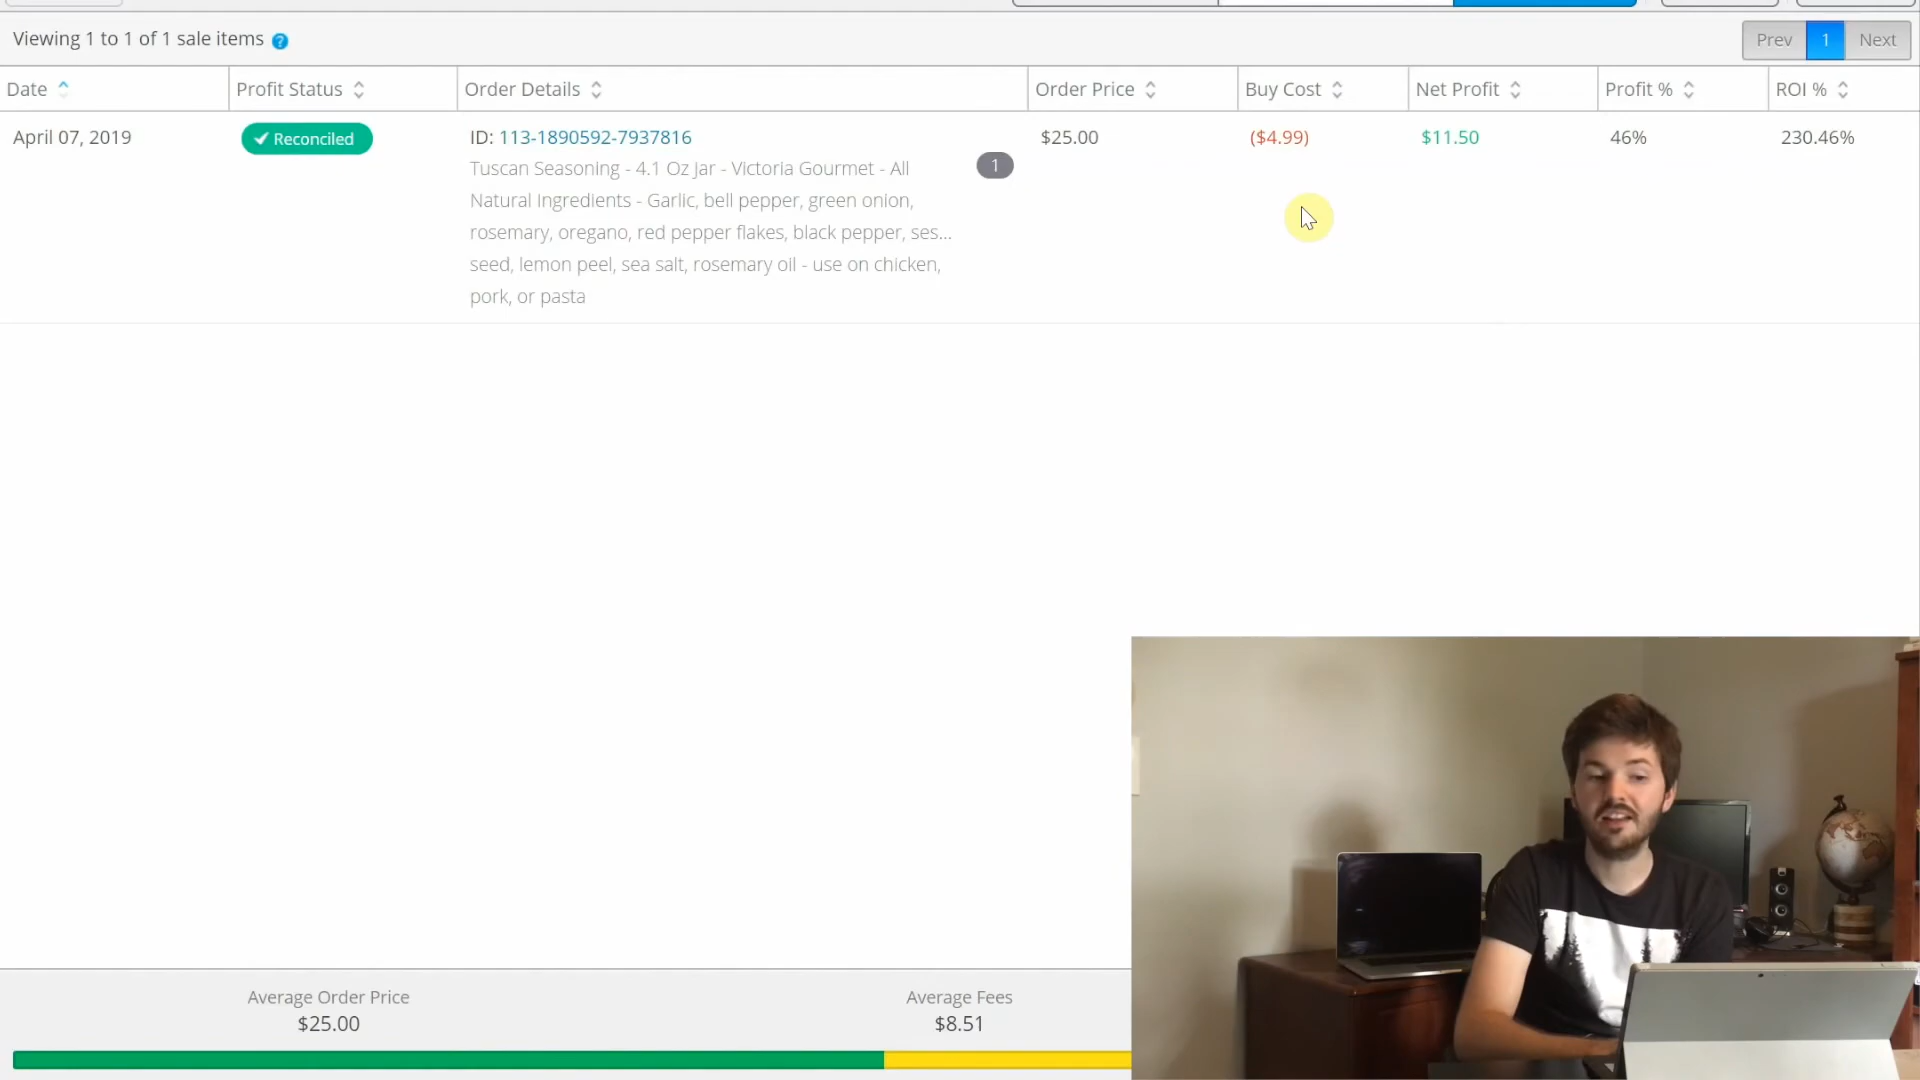 Viewing 1 to 1 of 1 sale items ?
Prev 1 Next
Date Profit Status Order Details Order Price Buy Cost Net Profit Profit % ROI %
April 07, 2019 Reconciled ID: 113-1890592-7937816 $25.00 ($4.99) $11.50 46% 230.46%
Tuscan Seasoning - 4.1 Oz Jar - Victoria Gourmet - All 1
Natural Ingredients - Garlic, bell pepper, green onion,
rosemary, oregano, red pepper flakes, black pepper, ses...
seed, lemon peel, sea salt, rosemary oil - use on chicken,
pork, or pasta
Average Order Price Average Fees
$25.00 $8.51